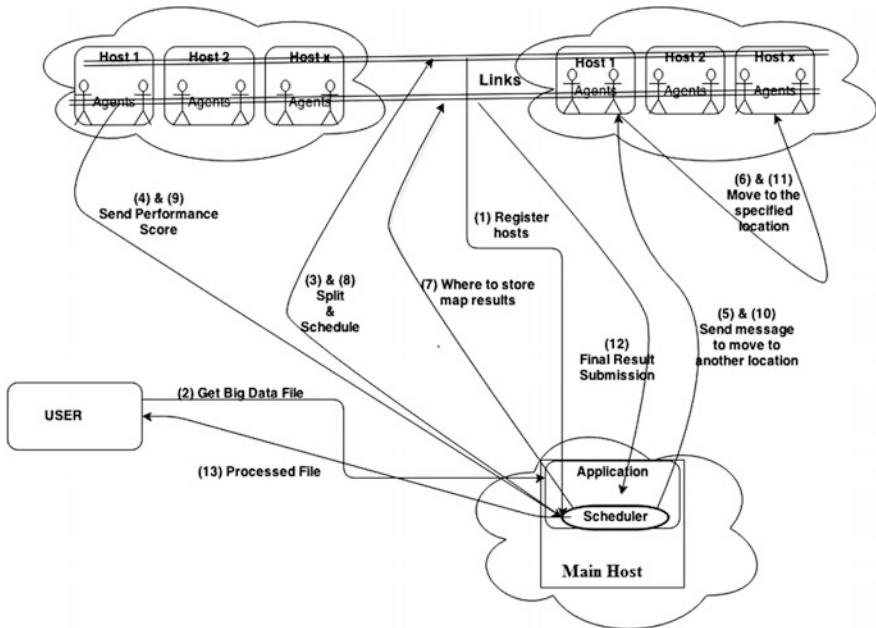 Host 1
Host 2
Host x
Agents
Agents
Agents
Links
Host 1
Host 2
Host x
Agents
Agents
Agents
(4) & (9)
Send Performance
Score
(1) Register
hosts
(6) & (11)
Move to the
specified
location
(3) & (8)
Split
&
Schedule
(7) Where to store
map results
(12)
Final Result
Submission
(5) & (10)
Send message
to move to
another location
USER
(2) Get Big Data File
(13) Processed File
Application
Scheduler
Main Host